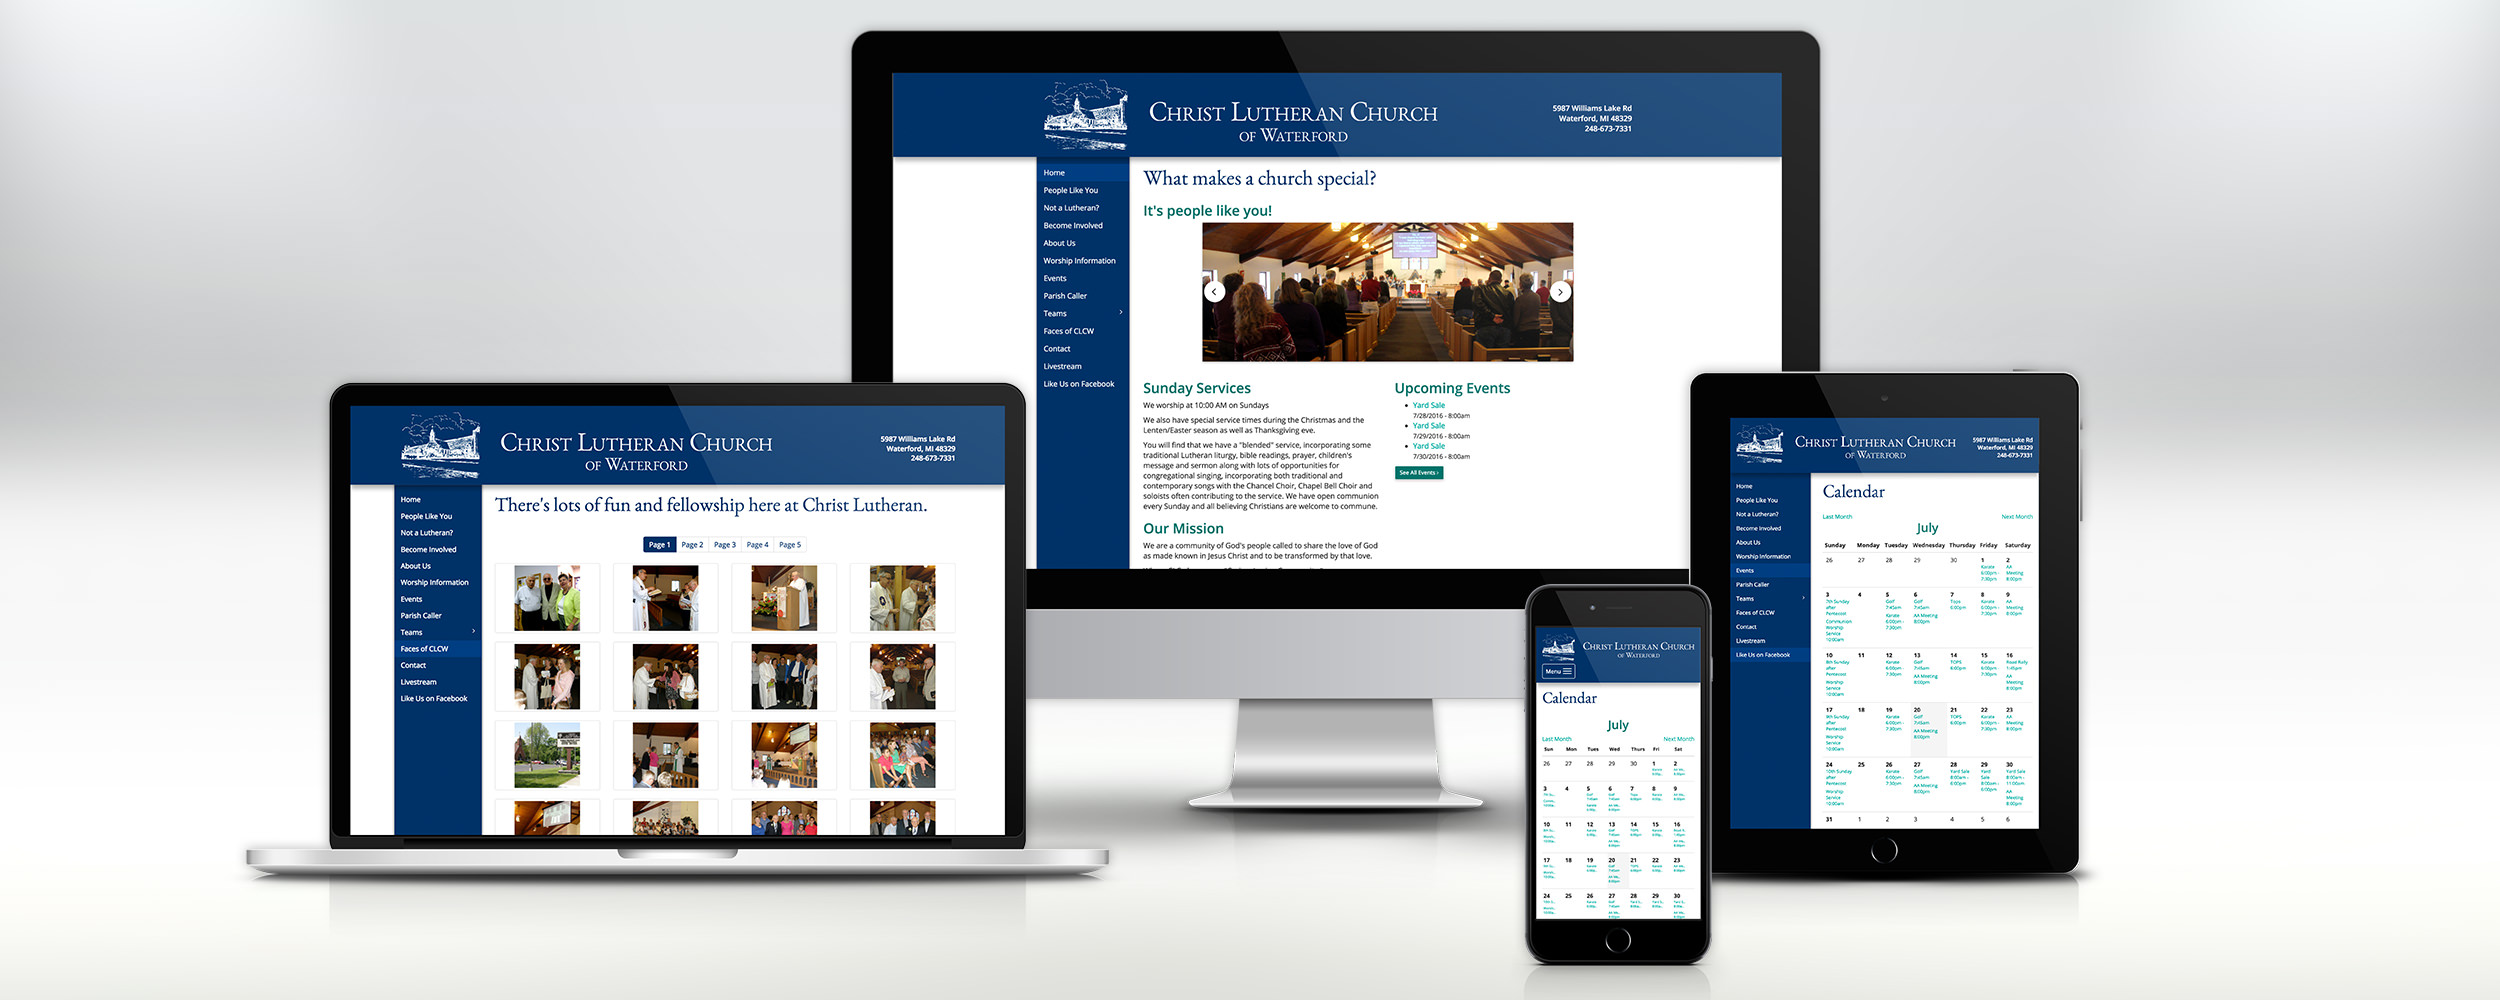 CHRIST LUTHERAN CHURCH
OF WATERFORD
5987 Williams Lake Rd
Waterford, MI 48329
248-673-7331
Home
People Like You
Not a Lutheran?
Become Involved
About Us
Worship Information
Events
Parish Caller
Teams
Faces of CLCW
Contact
Livestream
Like Us on Facebook
What makes a church special?
It's people like you!
Sunday Services
We worship at 10:00 AM on Sundays
We also have special service times during the Christmas and the
Lenten/Easter season as well as Thanksgiving eve.
You will find that we have a "blended" service, incorporating some
traditional Lutheran liturgy, bible readings, prayer, children's
message and sermon along with lots of opportunities for
congregational singing, incorporating both traditional and
contemporary songs with the Chancel Choir, Chapel Bell Choir and
soloists often contributing to the service. We have open communion
every Sunday and all believing Christians are welcome to commune.
Our Mission
We are a community of God's people called to share the love of God
as made known in Jesus Christ and to be transformed by that love.
Upcoming Events
Yard Sale
7/28/2016 - 8:00am
Yard Sale
7/29/2016 - 8:00am
Yard Sale
7/30/2016 - 8:00am
See All Events ›
CHRIST LUTHERAN CHURCH
OF WATERFORD
5987 Williams Lake Rd
Waterford, MI 48329
248-673-7331
Home
People Like You
Not a Lutheran?
Become Involved
About Us
Worship Information
Events
Parish Caller
Teams
Faces of CLCW
Contact
Livestream
Like Us on Facebook
There's lots of fun and fellowship here at Christ Lutheran.
Page 1 Page 2 Page 3 Page 4 Page 5
CHRIST LUTHERAN CHURCH
OF WATERFORD
5987 Williams Lake Rd
Waterford, MI 48329
248-673-7331
Home
People Like You
Not a Lutheran?
Become Involved
About Us
Worship Information
Events
Parish Caller
Teams
Faces of CLCW
Contact
Livestream
Like Us on Facebook
Calendar
Last Month Next Month
July
Sunday Monday Tuesday Wednesday Thursday Friday Saturday
26 27 28 29 30 1 2
Karate AA
6:00pm - Meeting
7:30pm 8:00pm
3 4 5 6 7 8 9
7th Sunday Golf Golf Tops Karate AA
after 7:45am 7:45am 6:00pm 6:00pm - Meeting
Pentecost Karate AA Meeting 7:30pm 8:00pm
Communion 6:00pm - 8:00pm
Worship 7:30pm
Service
10:00am
10 11 12 13 14 15 16
8th Sunday Karate Golf TOPS Karate Road Rally
after 6:00pm - 7:45am 6:00pm 6:00pm - 1:45pm
Pentecost 7:30pm AA Meeting 7:30pm AA
Worship 8:00pm Meeting
Service 8:00pm
10:00am
17 18 19 20 21 22 23
9th Sunday Karate Golf TOPS Karate AA
after 6:00pm - 7:45am 6:00pm 6:00pm - Meeting
Pentecost 7:30pm AA Meeting 7:30pm 8:00pm
Worship 8:00pm
Service
10:00am
24 25 26 27 28 29 30
10th Sunday Karate Golf Yard Sale Yard Yard Sale
after 6:00pm - 7:45am 8:00am - Sale 8:00am -
Pentecost 7:30pm AA Meeting 6:00pm 8:00am - 11:00am
Worship 8:00pm 6:00pm AA
Service Meeting
10:00am 8:00pm
31 1 2 3 4 5 6
CHRIST LUTHERAN CHURCH
OF WATERFORD
Menu
Calendar
July
Last Month Next Month
Sun Mon Tues Wed Thurs Fri Sat
26 27 28 29 30 1 2
3 4 5 6 7 8 9
10 11 12 13 14 15 16
17 18 19 20 21 22 23
24 25 26 27 28 29 30